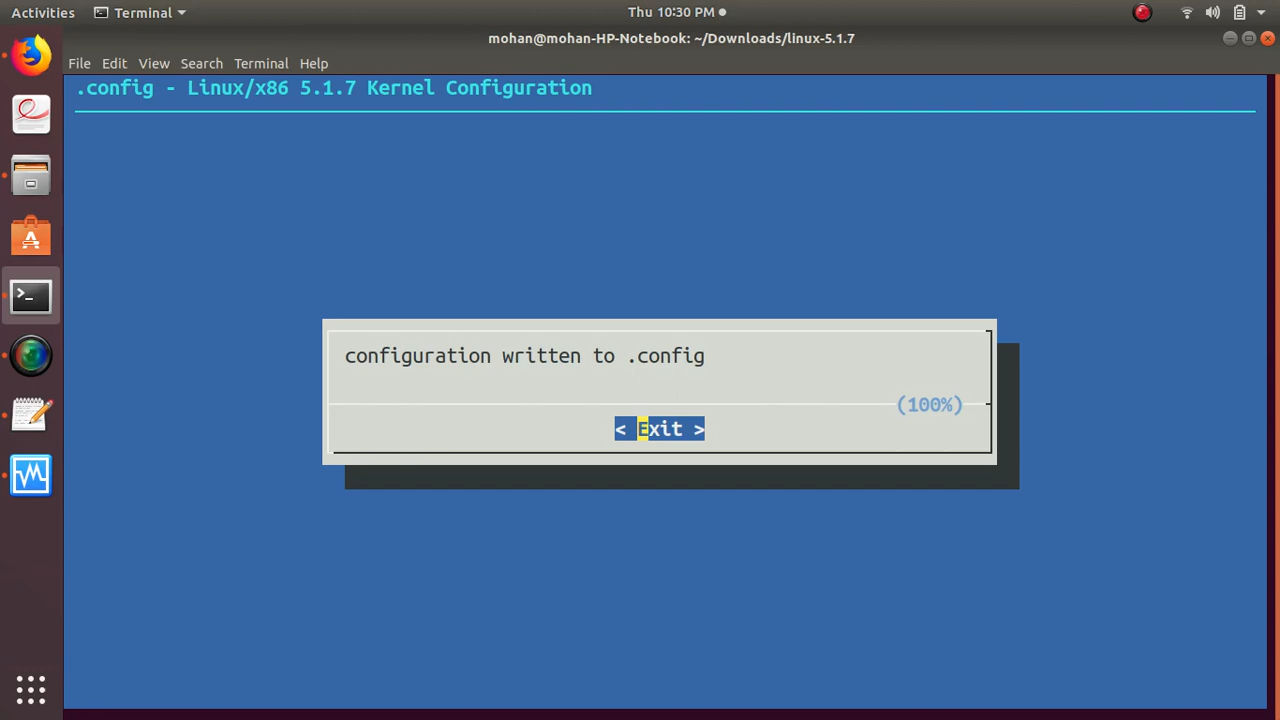 Activities Terminal Thu 10:30 PM
mohan@mohan-HP-Notebook: ~/Downloads/linux-5.1.7
File Edit View Search Terminal Help
.config - Linux/x86 5.1.7 Kernel Configuration
configuration written to .config
(100%)
< Exit >